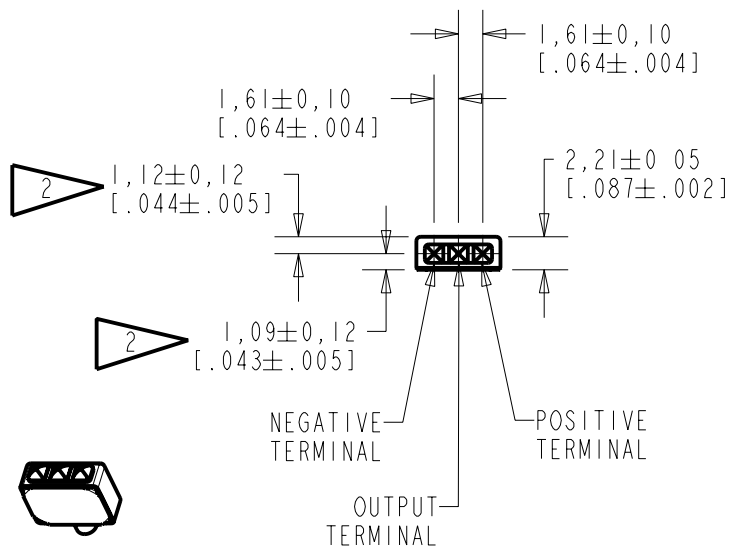 1,61±0,10
[.064±.004]
1,61±0,10
[.064±.004]
2
1,12±0,12
[.044±.005]
2,21±0 05
[.087±.002]
2
1,09±0,12
[.043±.005]
NEGATIVE
TERMINAL
POSITIVE
TERMINAL
OUTPUT
TERMINAL